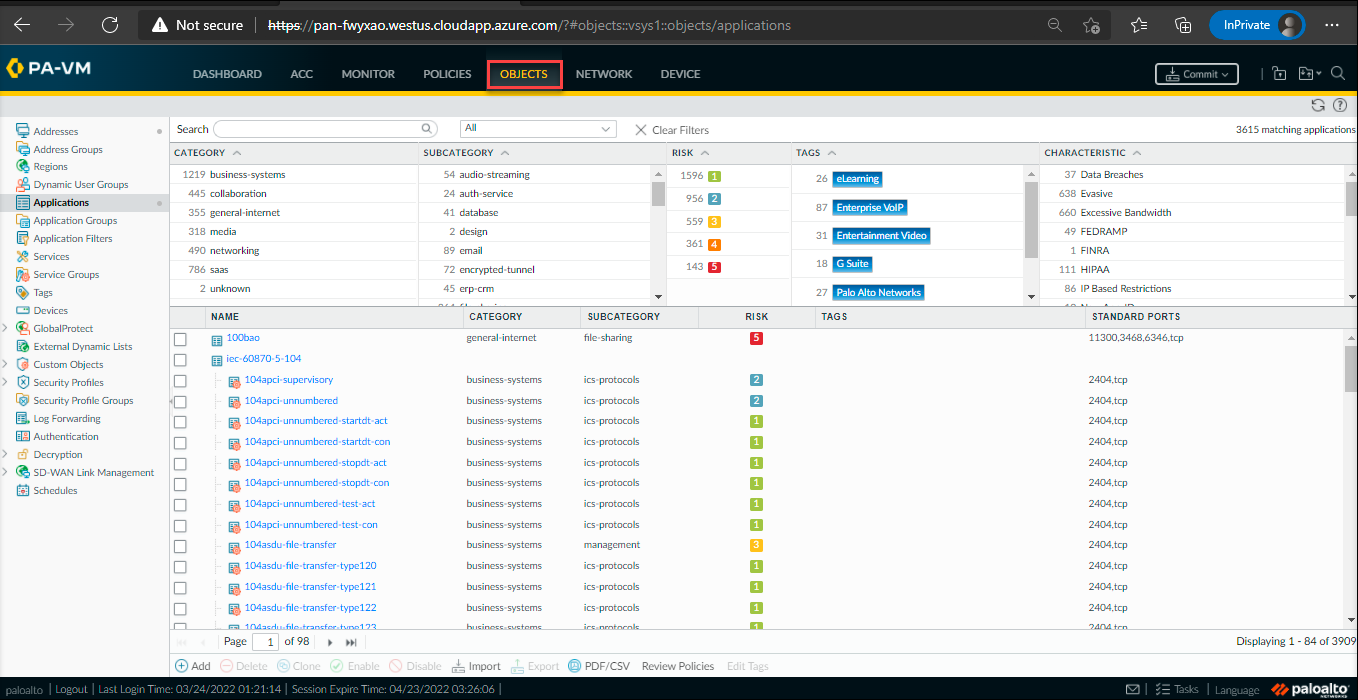 Not secure | https://pan-fwyxao.westus.cloudapp.azure.com/?#objects::vsys1::objects/applications InPrivate
PA-VM DASHBOARD ACC MONITOR POLICIES OBJECTS NETWORK DEVICE Commit
Addresses
Address Groups
Regions
Dynamic User Groups
Applications
Application Groups
Application Filters
Services
Service Groups
Tags
Devices
GlobalProtect
External Dynamic Lists
Custom Objects
Security Profiles
Security Profile Groups
Log Forwarding
Authentication
Decryption
SD-WAN Link Management
Schedules
Search All Clear Filters 3615 matching applications
CATEGORY SUBCATEGORY RISK TAGS CHARACTERISTIC
1219 business-systems
445 collaboration
355 general-internet
318 media
490 networking
786 saas
2 unknown
54 audio-streaming
24 auth-service
41 database
2 design
89 email
72 encrypted-tunnel
45 erp-crm
1596 1
956 2
559 3
361 4
143 5
26 eLearning
87 Enterprise VoIP
31 Entertainment Video
18 G Suite
27 Palo Alto Networks
37 Data Breaches
638 Evasive
660 Excessive Bandwidth
49 FEDRAMP
1 FINRA
111 HIPAA
86 IP Based Restrictions
NAME CATEGORY SUBCATEGORY RISK TAGS STANDARD PORTS
100bao general-internet file-sharing 5 11300,3468,6346,tcp
iec-60870-5-104
104apci-supervisory business-systems ics-protocols 2 2404,tcp
104apci-unnumbered business-systems ics-protocols 2 2404,tcp
104apci-unnumbered-startdt-act business-systems ics-protocols 1 2404,tcp
104apci-unnumbered-startdt-con business-systems ics-protocols 1 2404,tcp
104apci-unnumbered-stopdt-act business-systems ics-protocols 1 2404,tcp
104apci-unnumbered-stopdt-con business-systems ics-protocols 1 2404,tcp
104apci-unnumbered-test-act business-systems ics-protocols 1 2404,tcp
104apci-unnumbered-test-con business-systems ics-protocols 1 2404,tcp
104asdu-file-transfer business-systems management 3 2404,tcp
104asdu-file-transfer-type120 business-systems ics-protocols 1 2404,tcp
104asdu-file-transfer-type121 business-systems ics-protocols 1 2404,tcp
104asdu-file-transfer-type122 business-systems ics-protocols 1 2404,tcp
104asdu-file-transfer-type123 business-systems ics-protocols 1 2404,tcp
Page 1 of 98 Displaying 1 - 84 of 3909
Add Delete Clone Enable Disable Import Export PDF/CSV Review Policies Edit Tags
paloalto | Logout | Last Login Time: 03/24/2022 01:21:14 | Session Expire Time: 04/23/2022 03:26:06 | Tasks | Language paloalto NETWORKS